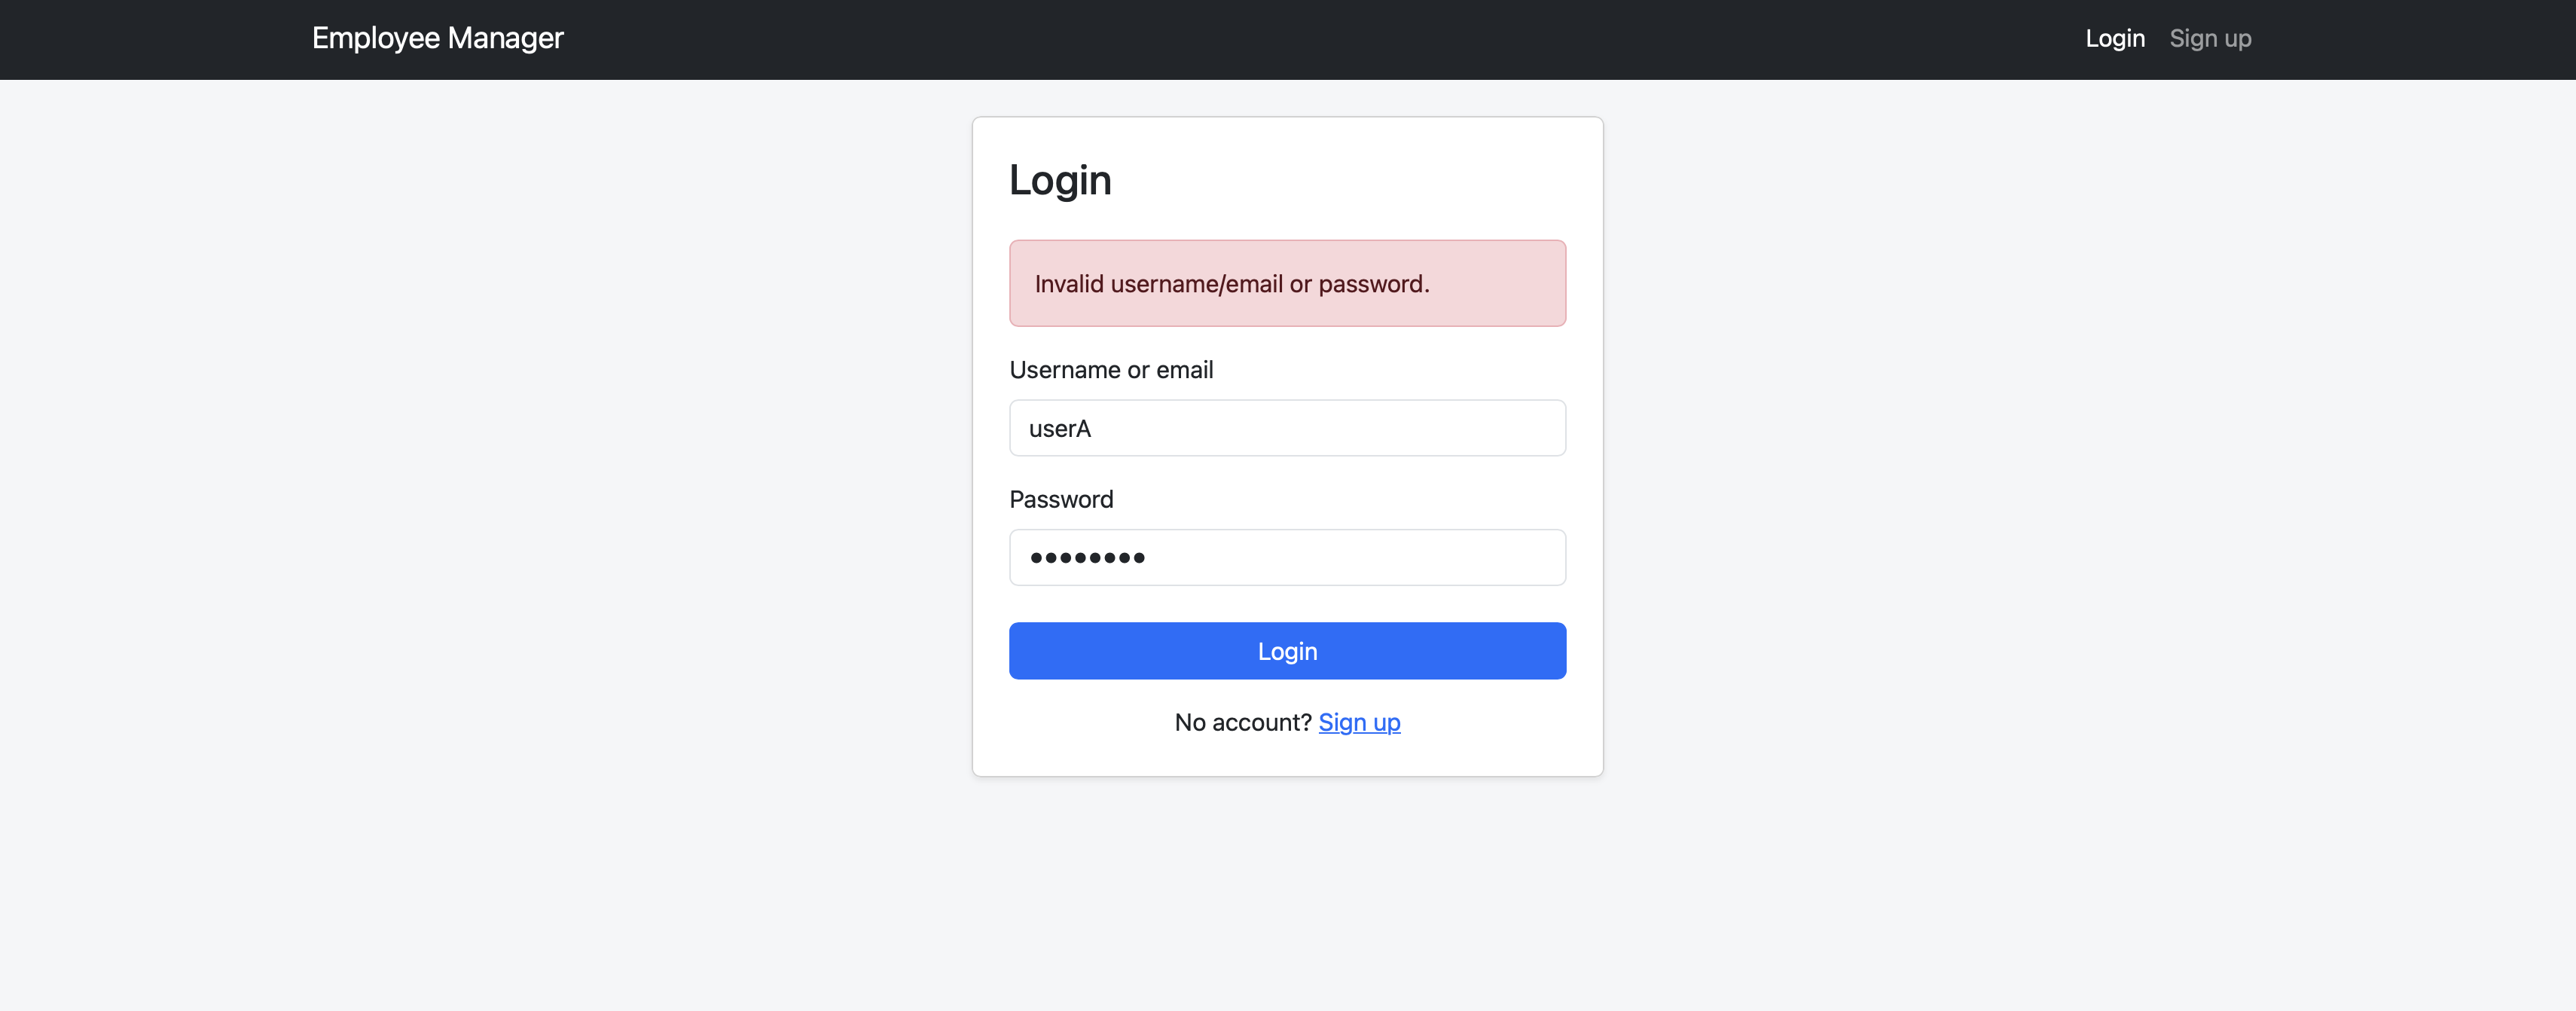 Employee Manager
Login
Sign up
Login
Invalid username/email or password.
Username or email
userA
Password
••••••••
Login
No account? Sign up